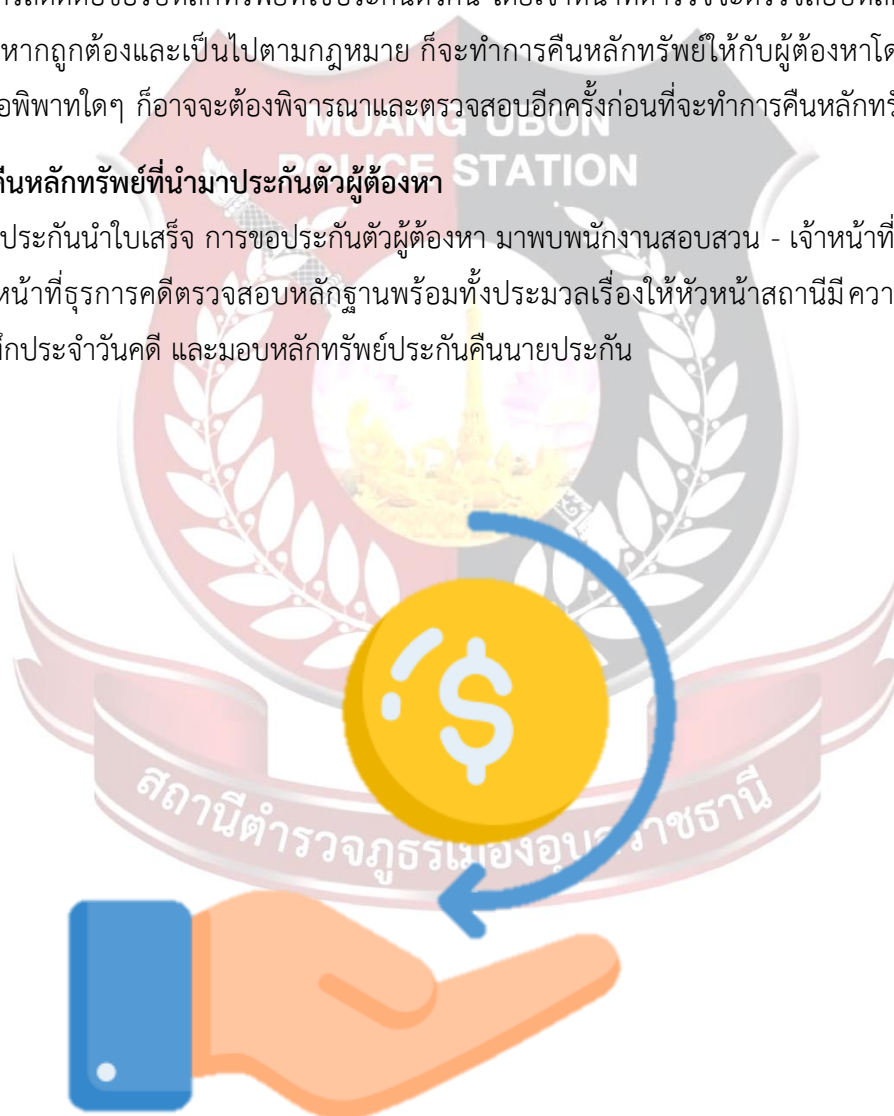 หากถูกต้องและเป็นไปตามกฎหมาย ก็จะทำการคืนหลักทรัพย์ให้กับผู้ต้องหาโด
อพิพาทใดๆ ก็อาจจะต้องพิจารณาและตรวจสอบอีกครั้งก่อนที่จะทำการคืนหลักทรั
MUANG UBON
POLICE STATION
คืนหลักทรัพย์ที่นำมาประกันตัวผู้ต้องหา
ประกันนำใบเสร็จ การขอประกันตัวผู้ต้องหา มาพบพนักงานสอบสวน - เจ้าหน้าที่
หน้าที่ธุรการคดีตรวจสอบหลักฐานพร้อมทั้งประมวลเรื่องให้หัวหน้าสถานีมีความ
ึกประจำวันคดี และมอบหลักทรัพย์ประกันคืนนายประกัน
$
สถานีตำรวจภูธรเมืองอุบลราชธานี